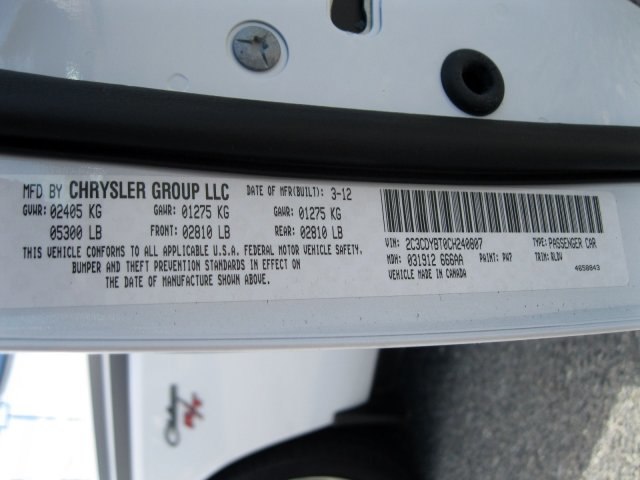 MFD BY CHRYSLER GROUP LLC DATE OF MFR(BUILT): 3-12
GVWR: 02405 KG GAWR: 01275 KG GAWR: 01275 KG
05300 LB FRONT: 02810 LB REAR: 02810 LB
THIS VEHICLE CONFORMS TO ALL APPLICABLE U.S.A. FEDERAL MOTOR VEHICLE SAFETY,
BUMPER AND THEFT PREVENTION STANDARDS IN EFFECT ON
THE DATE OF MANUFACTURE SHOWN ABOVE.
VIN: 2C3CDYBT0CH240807 TYPE: PASSENGER CAR
MDH: 031912 666AA PAINT: PW7 TRIM: BLDV
VEHICLE MADE IN CANADA 4658843
Challenger R/T